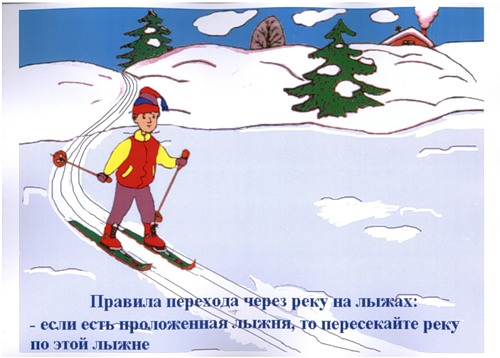 Правила перехода через реку на лыжах:
- если есть проложенная лыжня, то пересекайте реку
по этой лыжне